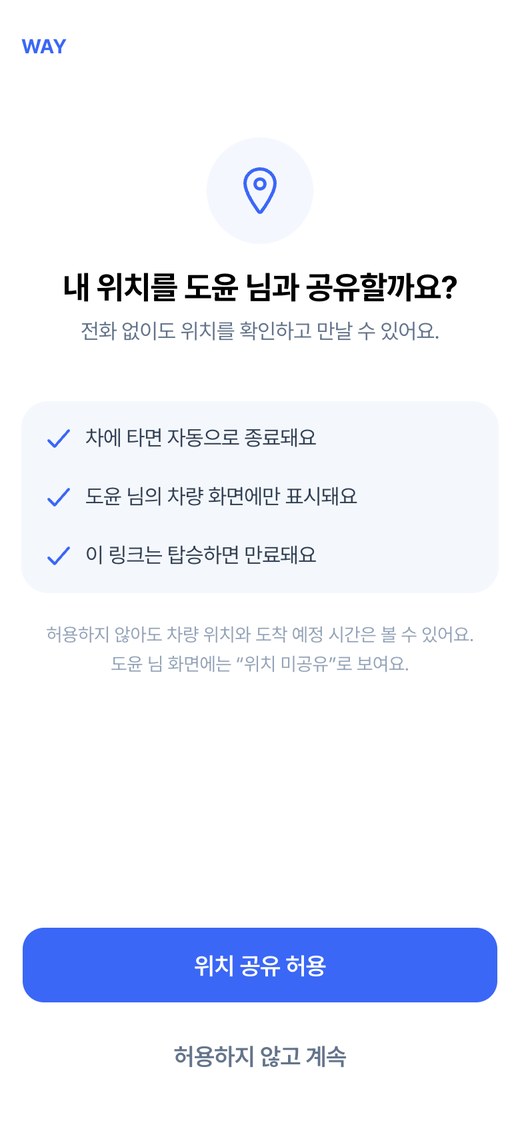 WAY
내 위치를 도윤 님과 공유할까요?
전화 없이도 위치를 확인하고 만날 수 있어요.
차에 타면 자동으로 종료돼요
도윤 님의 차량 화면에만 표시돼요
이 링크는 탑승하면 만료돼요
허용하지 않아도 차량 위치와 도착 예정 시간은 볼 수 있어요.
도윤 님 화면에는 “위치 미공유”로 보여요.
위치 공유 허용
허용하지 않고 계속